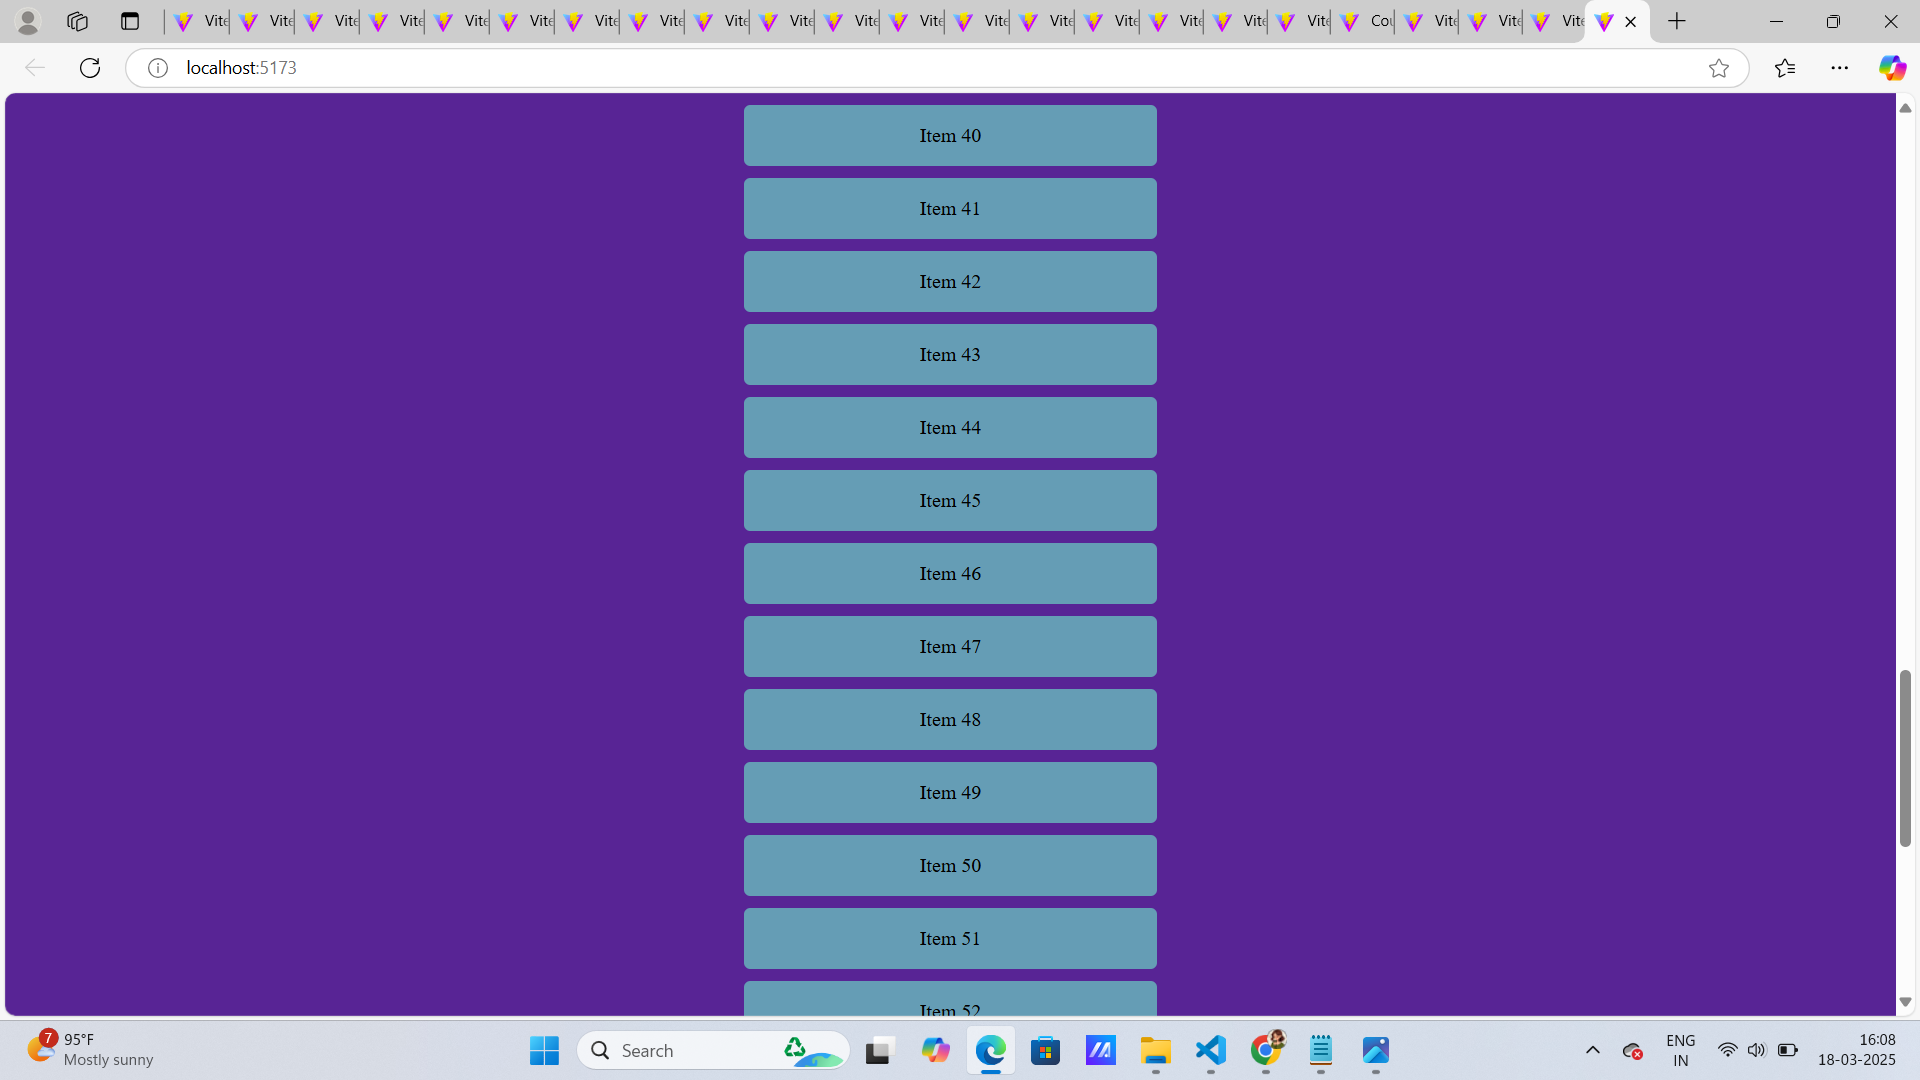 Vite Vite Vite Vite Vite Vite Vite Vite Vite Vite Vite Vite Vite Vite Vite Vite Vite Vite Cou Vite Vite Vite
localhost:5173
Item 40
Item 41
Item 42
Item 43
Item 44
Item 45
Item 46
Item 47
Item 48
Item 49
Item 50
Item 51
Item 52
7
95°F
Mostly sunny
Search
ENG
IN
16:08
18-03-2025